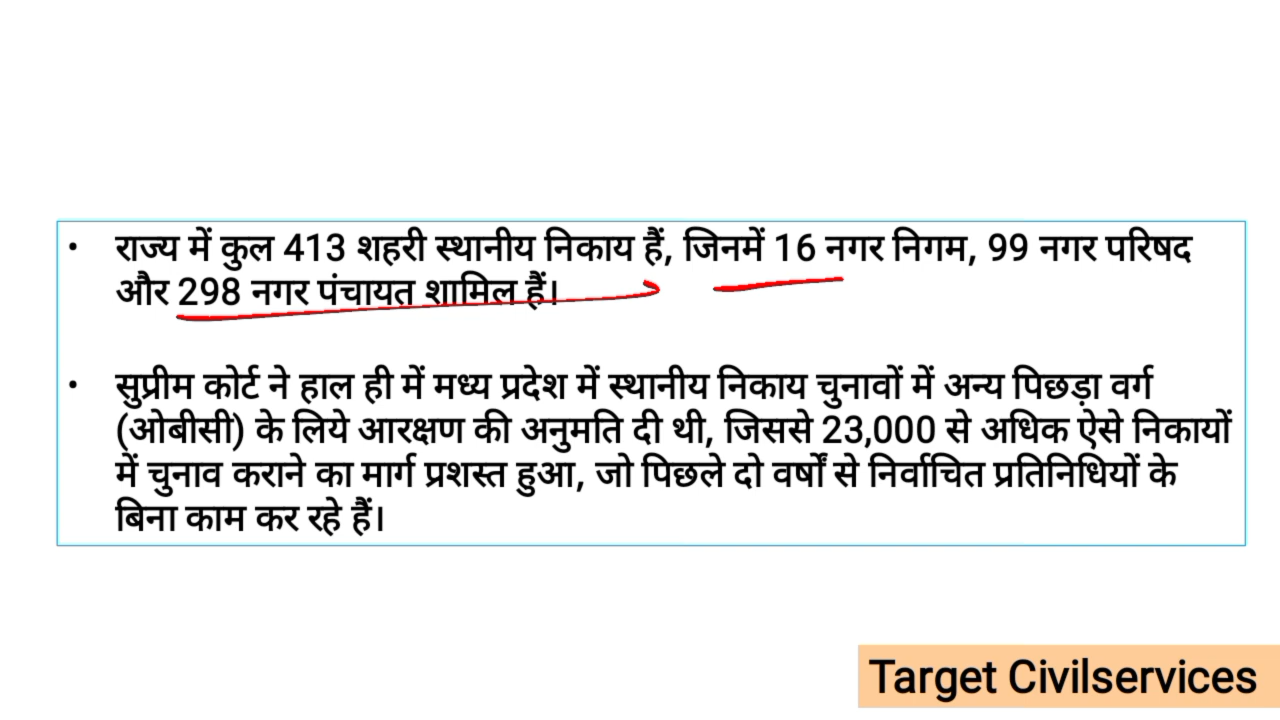 • राज्य में कुल 413 शहरी स्थानीय निकाय हैं, जिनमें 16 नगर निगम, 99 नगर परिषद
और 298 नगर पंचायत शामिल हैं।
• सुप्रीम कोर्ट ने हाल ही में मध्य प्रदेश में स्थानीय निकाय चुनावों में अन्य पिछड़ा वर्ग
(ओबीसी) के लिये आरक्षण की अनुमति दी थी, जिससे 23,000 से अधिक ऐसे निकायों
में चुनाव कराने का मार्ग प्रशस्त हुआ, जो पिछले दो वर्षों से निर्वाचित प्रतिनिधियों के
बिना काम कर रहे हैं।
Target Civilservices